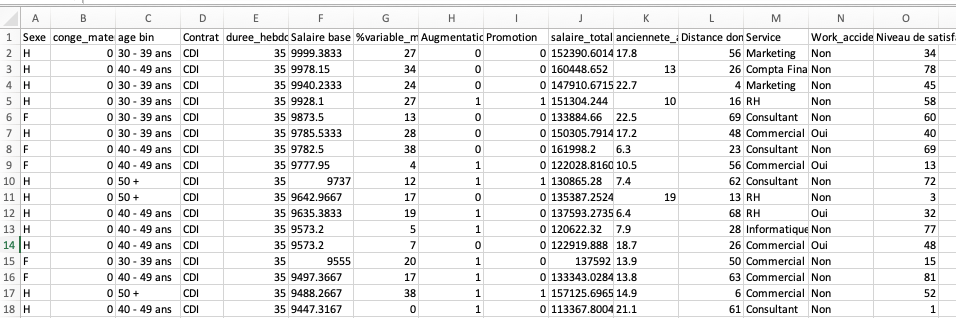 A B C D E F G H I J K L M N O
1 Sexe conge_mate age bin Contrat duree_hebdo Salaire base %variable_m Augmentatic Promotion salaire_total anciennete_a Distance don Service Work_accide Niveau de satisf
2 H 0 30 - 39 ans CDI 35 9999.3833 27 0 0 152390.6014 17.8 56 Marketing Non 34
3 H 0 40 - 49 ans CDI 35 9978.15 34 0 0 160448.652 13 26 Compta Fina Non 78
4 H 0 30 - 39 ans CDI 35 9940.2333 24 0 0 147910.6715 22.7 4 Marketing Non 45
5 H 0 30 - 39 ans CDI 35 9928.1 27 1 1 151304.244 10 16 RH Non 58
6 F 0 30 - 39 ans CDI 35 9873.5 13 0 0 133884.66 22.5 69 Consultant Non 60
7 H 0 30 - 39 ans CDI 35 9785.5333 28 0 0 150305.7914 17.2 48 Commercial Oui 40
8 F 0 40 - 49 ans CDI 35 9782.5 38 0 0 161998.2 6.3 23 Consultant Non 69
9 F 0 40 - 49 ans CDI 35 9777.95 4 1 0 122028.8160 10.5 56 Commercial Oui 13
10 H 0 50 + CDI 35 9737 12 1 1 130865.28 7.4 62 Consultant Non 72
11 H 0 50 + CDI 35 9642.9667 17 0 0 135387.2524 19 13 RH Non 3
12 H 0 40 - 49 ans CDI 35 9635.3833 19 1 0 137593.2735 6.4 68 RH Oui 32
13 H 0 40 - 49 ans CDI 35 9573.2 5 1 0 120622.32 7.9 28 Informatique Non 77
14 H 0 40 - 49 ans CDI 35 9573.2 7 0 0 122919.888 18.7 26 Commercial Oui 48
15 F 0 30 - 39 ans CDI 35 9555 20 1 0 137592 13.9 50 Commercial Non 15
16 F 0 40 - 49 ans CDI 35 9497.3667 17 1 0 133343.0284 13.8 63 Commercial Non 81
17 H 0 50 + CDI 35 9488.2667 38 1 1 157125.6965 14.9 6 Commercial Non 52
18 H 0 40 - 49 ans CDI 35 9447.3167 0 1 0 113367.8004 21.1 61 Consultant Non 1